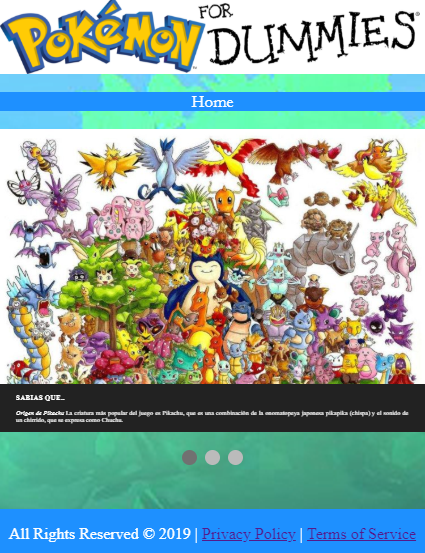 POKéMON FOR DUMMIES®
Home
SABIAS QUE...
Origen de Pikachu La criatura más popular del juego es Pikachu, que es una combinación de la onomatopeya japonesa pikapika (chispa) y el sonido de
un chirrido, que se expresa como Chuchu.
All Rights Reserved © 2019 | Privacy Policy | Terms of Service